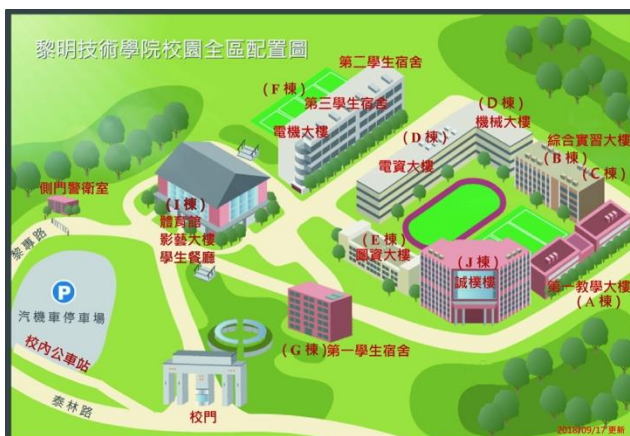 黎明技術學院校園全區配置圖
第二學生宿舍
(F棟)
第三學生宿舍
電機大樓
(D棟)
機械大樓
(D棟)
電資大樓
綜合實習大樓
(B棟)
(C棟)
側門警衛室
(I棟)
體育館
影藝大樓
學生餐廳
(E棟)
圖資大樓
(J棟)
誠樸樓
第一教學大樓
(A棟)
黎專路
P
汽機車停車場
校內公車站
(G棟)第一學生宿舍
校門
泰林路
2018/09/17更新